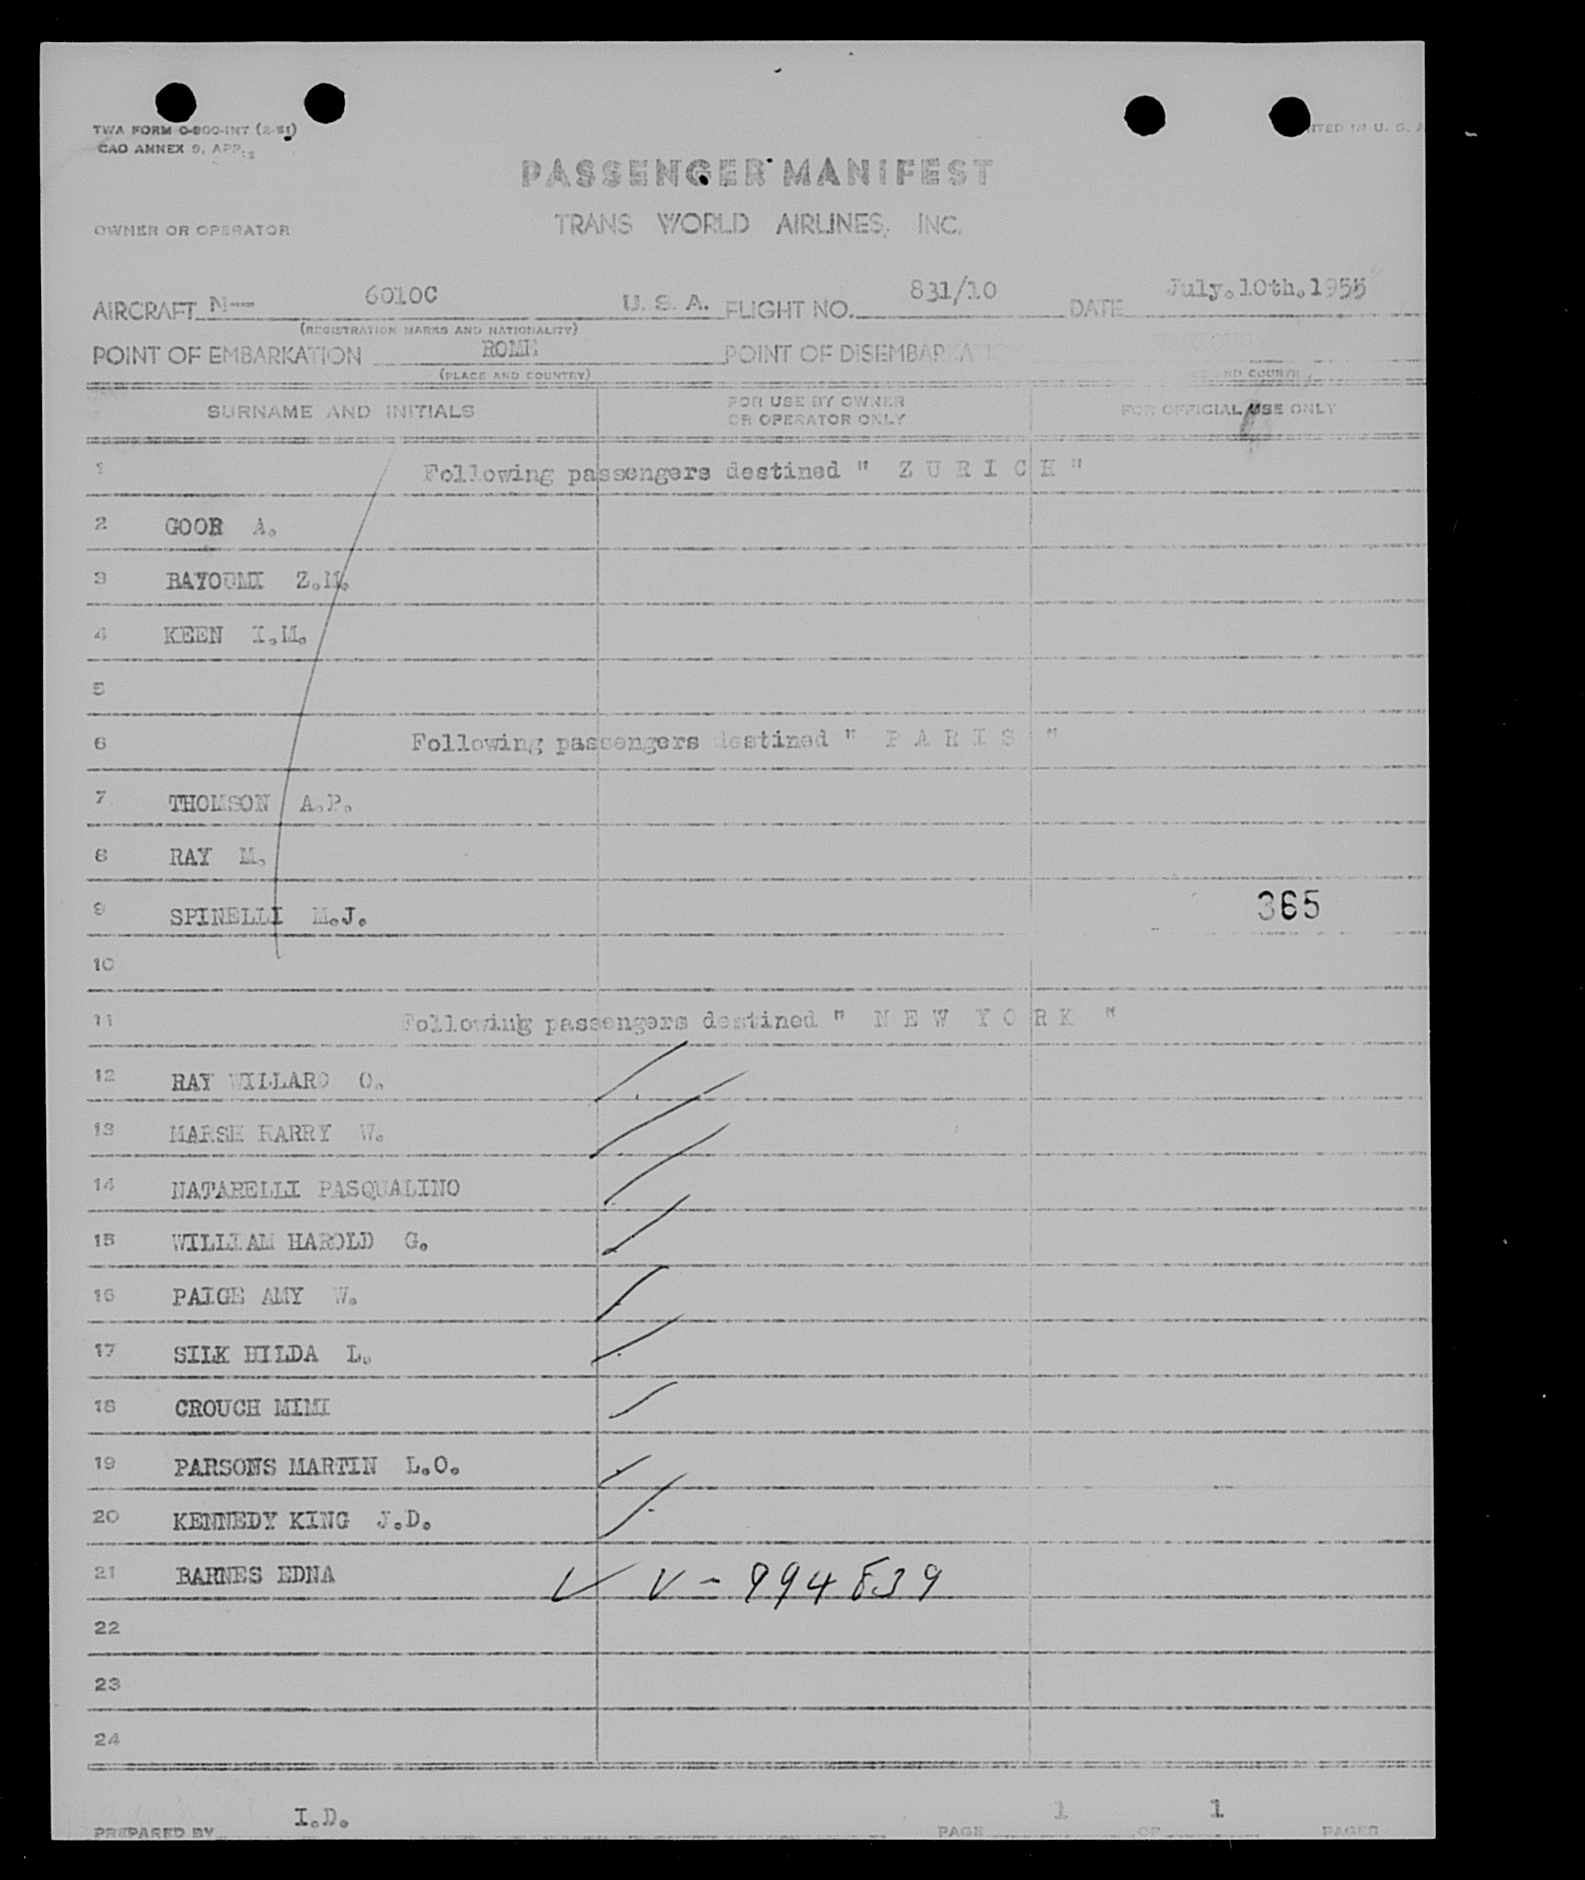 TWA FORM O-800-INT (2-51)
CAO ANNEX 9, APP. 2
PASSENGER MANIFEST
OWNER OR OPERATOR TRANS WORLD AIRLINES, INC.
AIRCRAFT N-- 6010C U. S. A. FLIGHT NO. 831/10 DATE July.10th.1955
(REGISTRATION MARKS AND NATIONALITY)
POINT OF EMBARKATION ROME POINT OF DISEMBARKATION
(PLACE AND COUNTRY)
SURNAME AND INITIALS FOR USE BY OWNER OR OPERATOR ONLY FOR OFFICIAL USE ONLY
1 Following passengers destined " Z U R I C H "
2 GOOR A.
3 BAYOUMI Z.M.
4 KEEN I.M.
5
6 Following passengers destined " P A R I S "
7 THOMSON A.P.
8 RAY M.
9 SPINELLI M.J. 365
10
11 Following passengers destined " N E W Y O R K "
12 RAY WILLARD O.
13 MARSH HARRY W.
14 NATARELLI PASQUALINO
15 WILLIAM HAROLD G.
16 PAIGE AMY W.
17 SILK HILDA L.
18 CROUCH MIMI
19 PARSONS MARTIN L.O.
20 KENNEDY KING J.D.
21 BARNES EDNA V - 994839
22
23
24
PREPARED BY I.D. PAGE 1 OF 1 PAGES